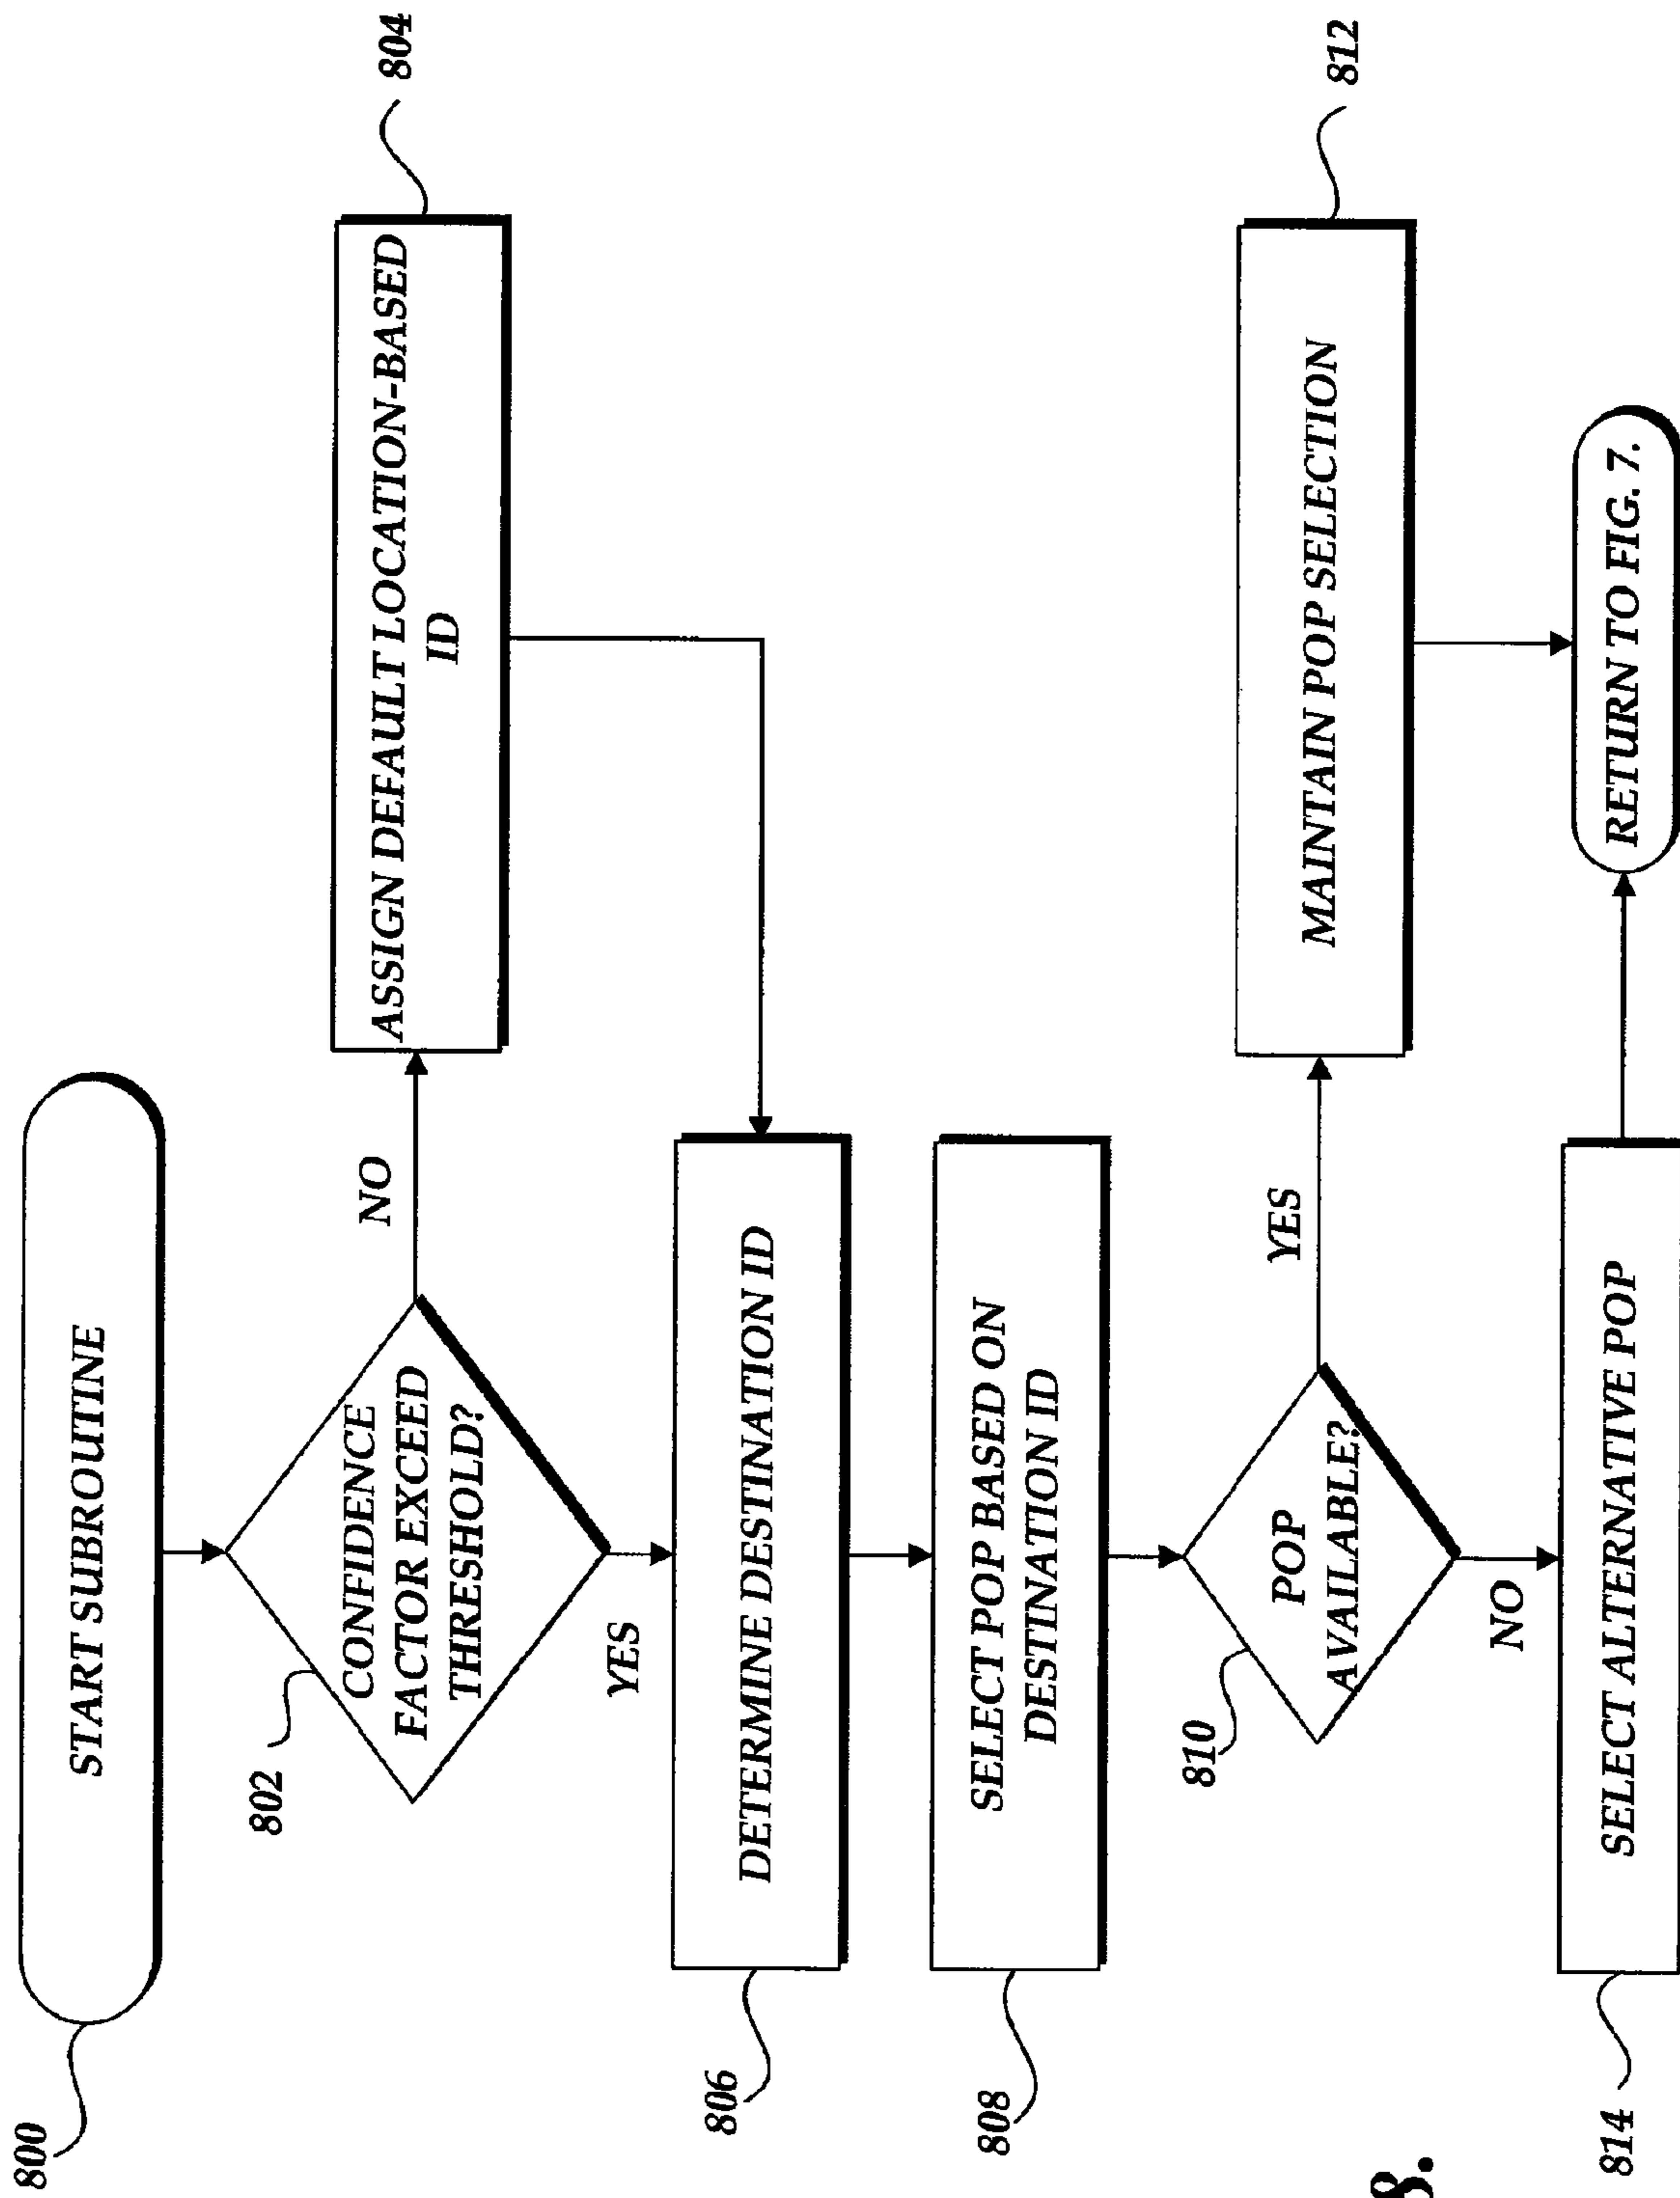 800
START SUBROUTINE
802
CONFIDENCE
FACTOR EXCEED
THRESHOLD?
NO
804
ASSIGN DEFAULT LOCATION-BASED
ID
YES
806
DETERMINE DESTINATION ID
808
SELECT POP BASED ON
DESTINATION ID
810
POP
AVAILABLE?
YES
812
MAINTAIN POP SELECTION
NO
814
SELECT ALTERNATIVE POP
RETURN TO FIG. 7.
8.